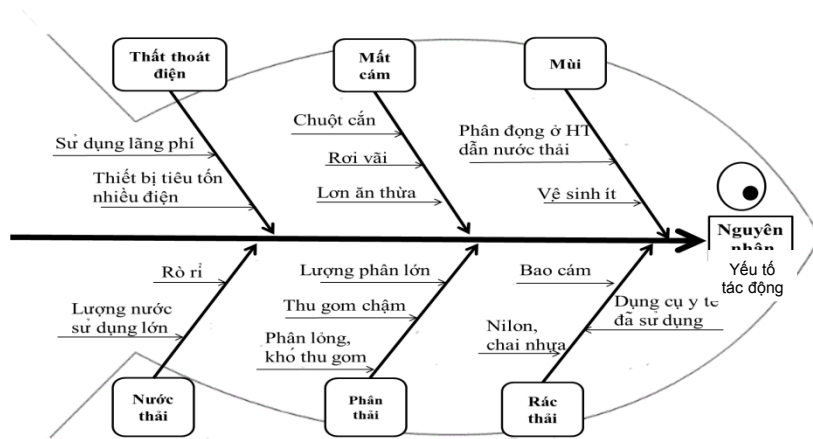 Thất thoát
điện
Mất
cám
Mùi
Sử dụng lãng phí
Thiết bị tiêu tốn
nhiều điện
Chuột cắn
Rơi vãi
Lơn ăn thừa
Phân đọng ở HT
dẫn nước thải
Vệ sinh ít
Nguyên
nhân
Yếu tố
tác động
Rò rỉ
Lượng nước
sử dụng lớn
Lượng phân lớn
Thu gom chậm
Phân lỏng,
khó thu gom
Bao cám
Dụng cụ y tế
đã sử dụng
Nilon,
chai nhựa
Nước
thải
Phân
thải
Rác
thải